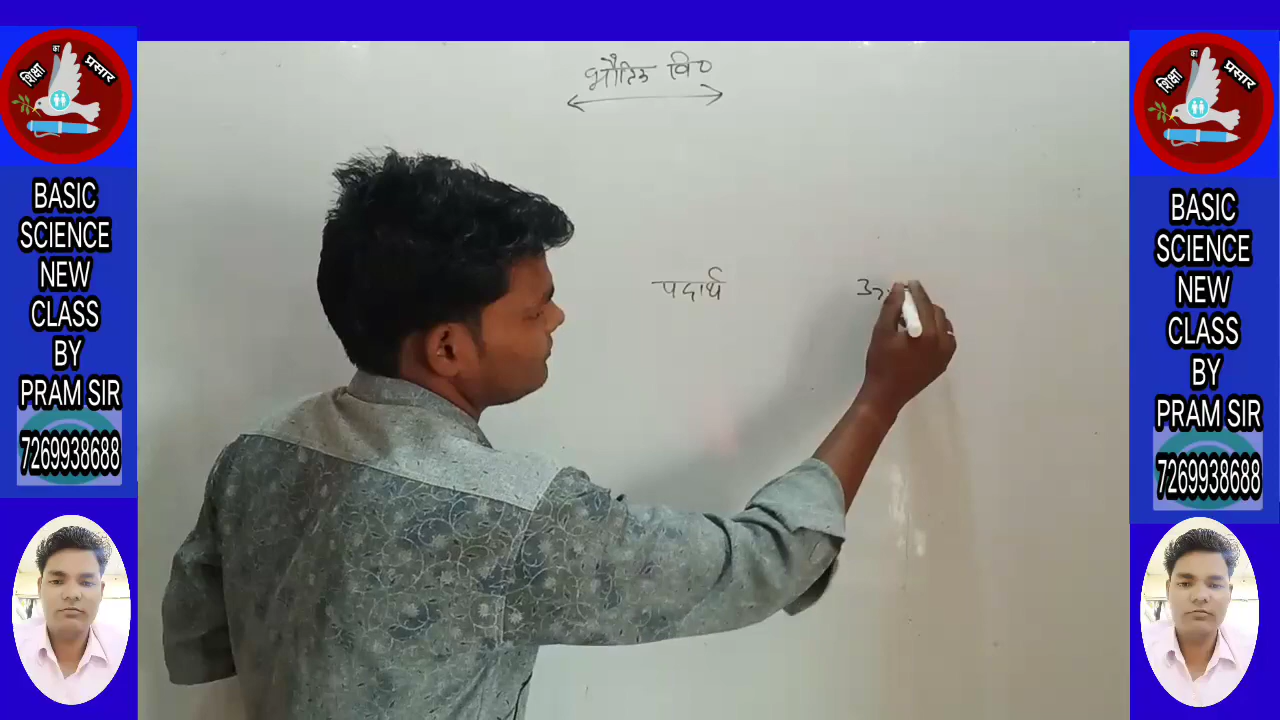 शिक्षा का प्रसार
BASIC
SCIENCE
NEW
CLASS
BY
PRAM SIR
7269938688
भौतिक वि०
पदार्थ
शिक्षा का प्रसार
BASIC
SCIENCE
NEW
CLASS
BY
PRAM SIR
7269938688